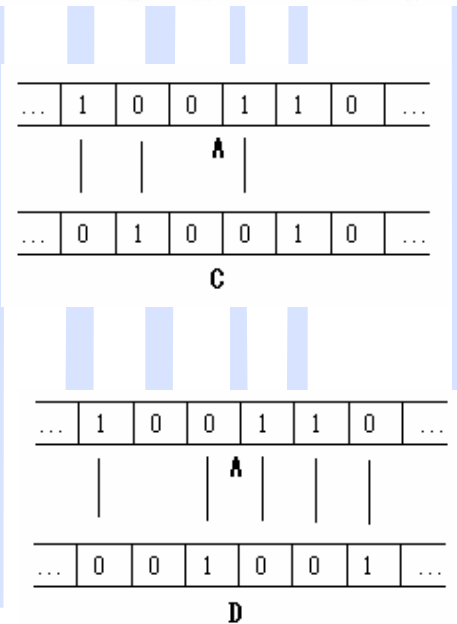 ... 1 0 0 1 1 0 ...
A
... 0 1 0 0 1 0 ...
C
... 1 0 0 1 1 0 ...
A
... 0 0 1 0 0 1 ...
D